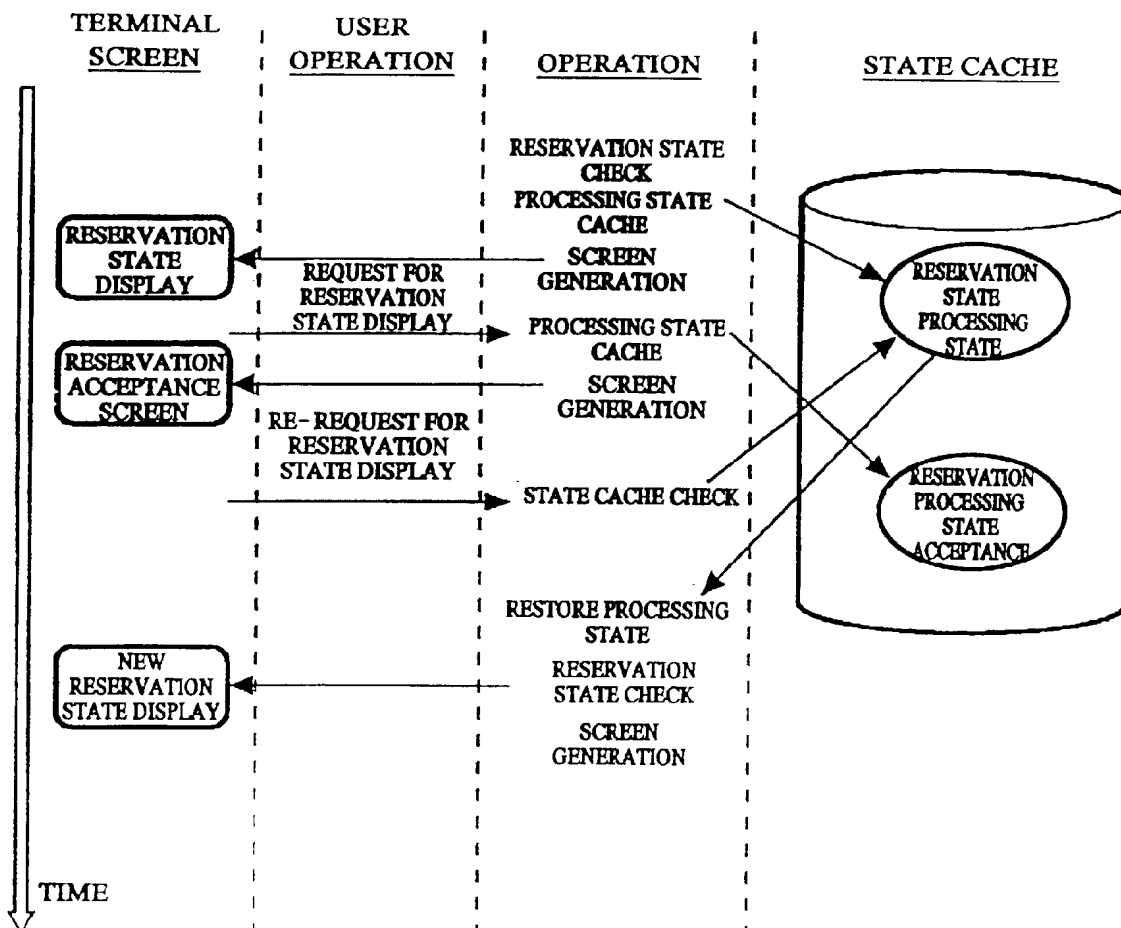 TERMINAL
SCREEN
USER
OPERATION
OPERATION
STATE CACHE
RESERVATION STATE
CHECK
PROCESSING STATE
CACHE
SCREEN
GENERATION
RESERVATION
STATE
DISPLAY
REQUEST FOR
RESERVATION
STATE DISPLAY
RESERVATION
STATE
PROCESSING
STATE
PROCESSING STATE
CACHE
SCREEN
GENERATION
RESERVATION
ACCEPTANCE
SCREEN
RE-REQUEST FOR
RESERVATION
STATE DISPLAY
STATE CACHE CHECK
RESERVATION
PROCESSING
STATE
ACCEPTANCE
RESTORE PROCESSING
STATE
RESERVATION
STATE CHECK
SCREEN
GENERATION
NEW
RESERVATION
STATE DISPLAY
TIME